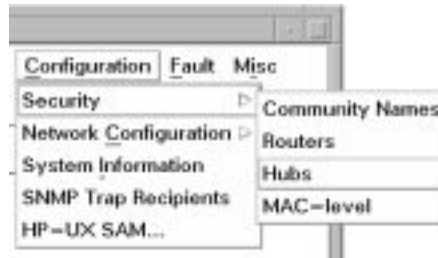 Configuration Fault Misc
Security
Network Configuration
System Information
SNMP Trap Recipients
HP-UX SAM...
Community Names
Routers
Hubs
MAC-level